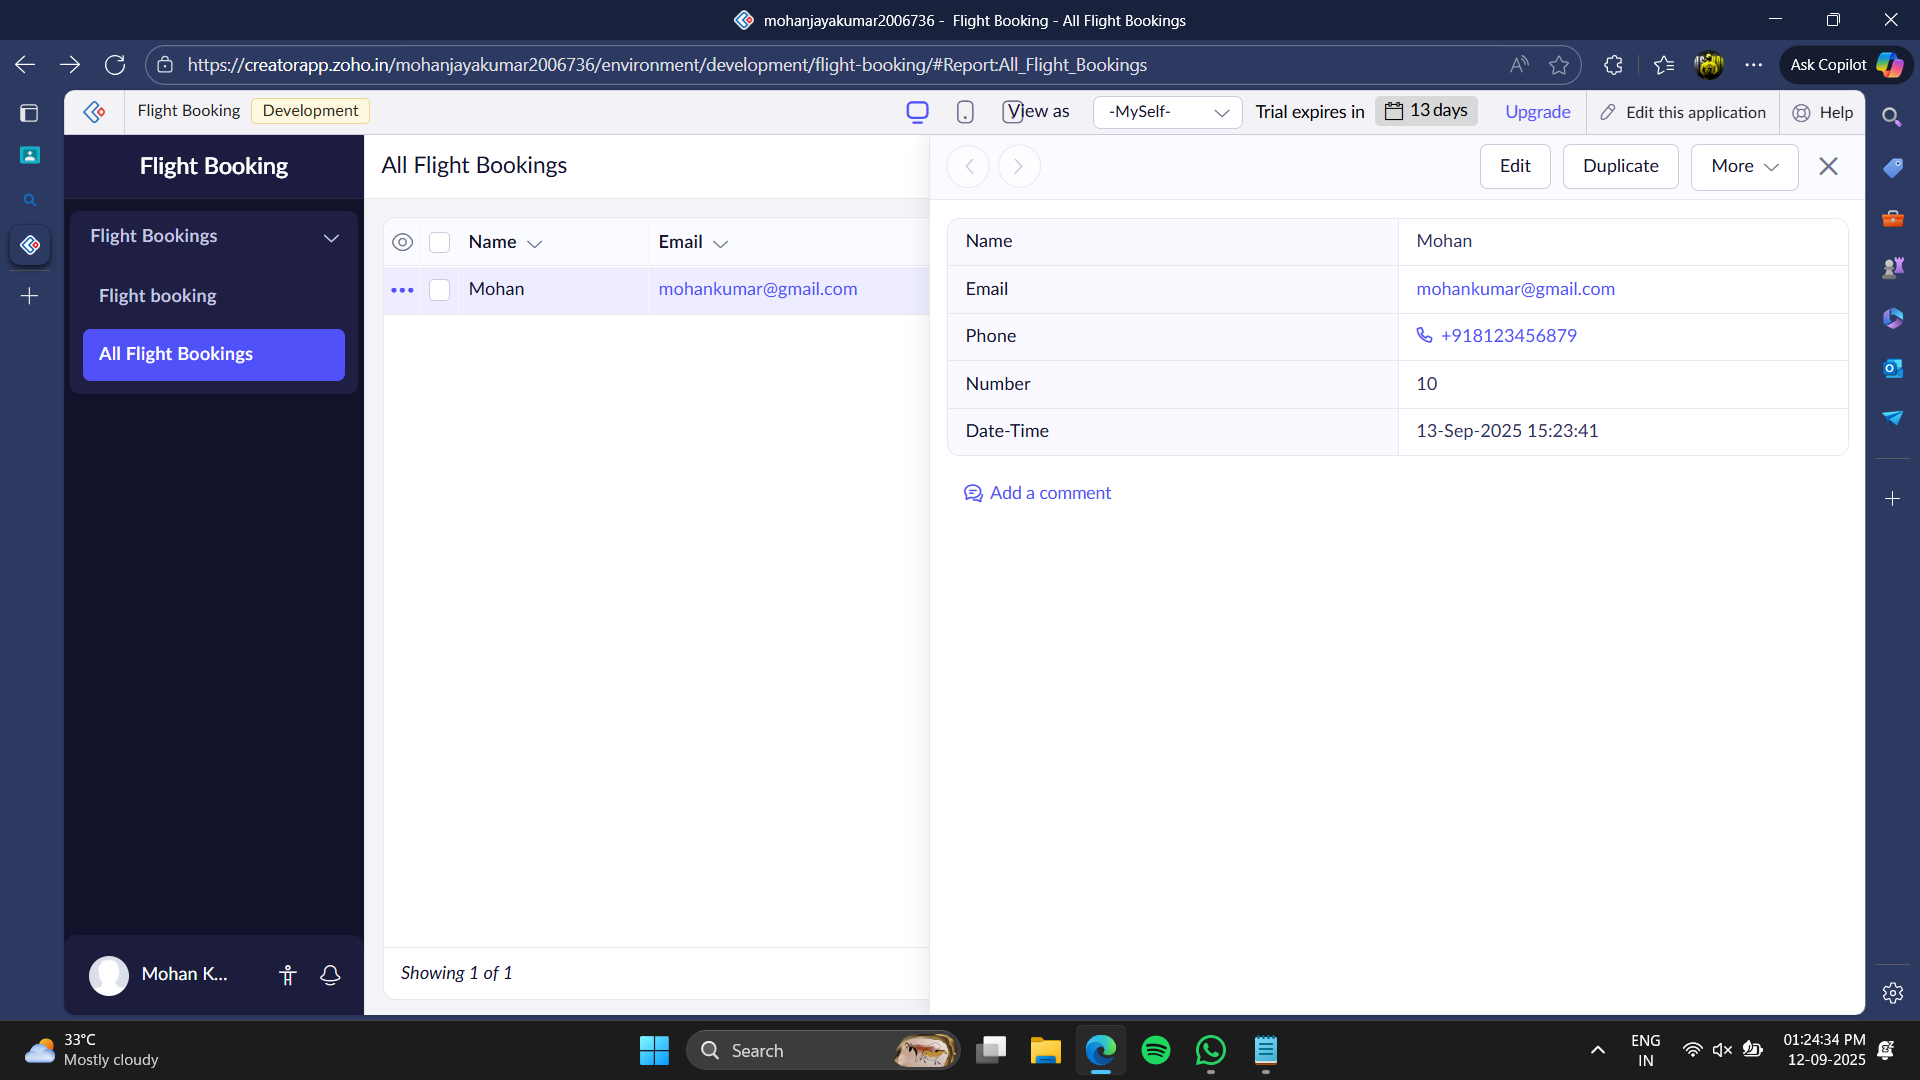 mohanjayakumar2006736 - Flight Booking - All Flight Bookings
https://creatorapp.zoho.in/mohanjayakumar2006736/environment/development/flight-booking/#Report:All_Flight_Bookings
Ask Copilot
Flight Booking
Development
View as
-MySelf-
Trial expires in
13 days
Upgrade
Edit this application
Help
Flight Booking
Flight Bookings
Flight booking
All Flight Bookings
Mohan K...
All Flight Bookings
Name
Email
Mohan
mohankumar@gmail.com
Showing 1 of 1
Edit
Duplicate
More
Name
Mohan
Email
mohankumar@gmail.com
Phone
+918123456879
Number
10
Date-Time
13-Sep-2025 15:23:41
Add a comment
33°C
Mostly cloudy
Search
ENG
IN
01:24:34 PM
12-09-2025